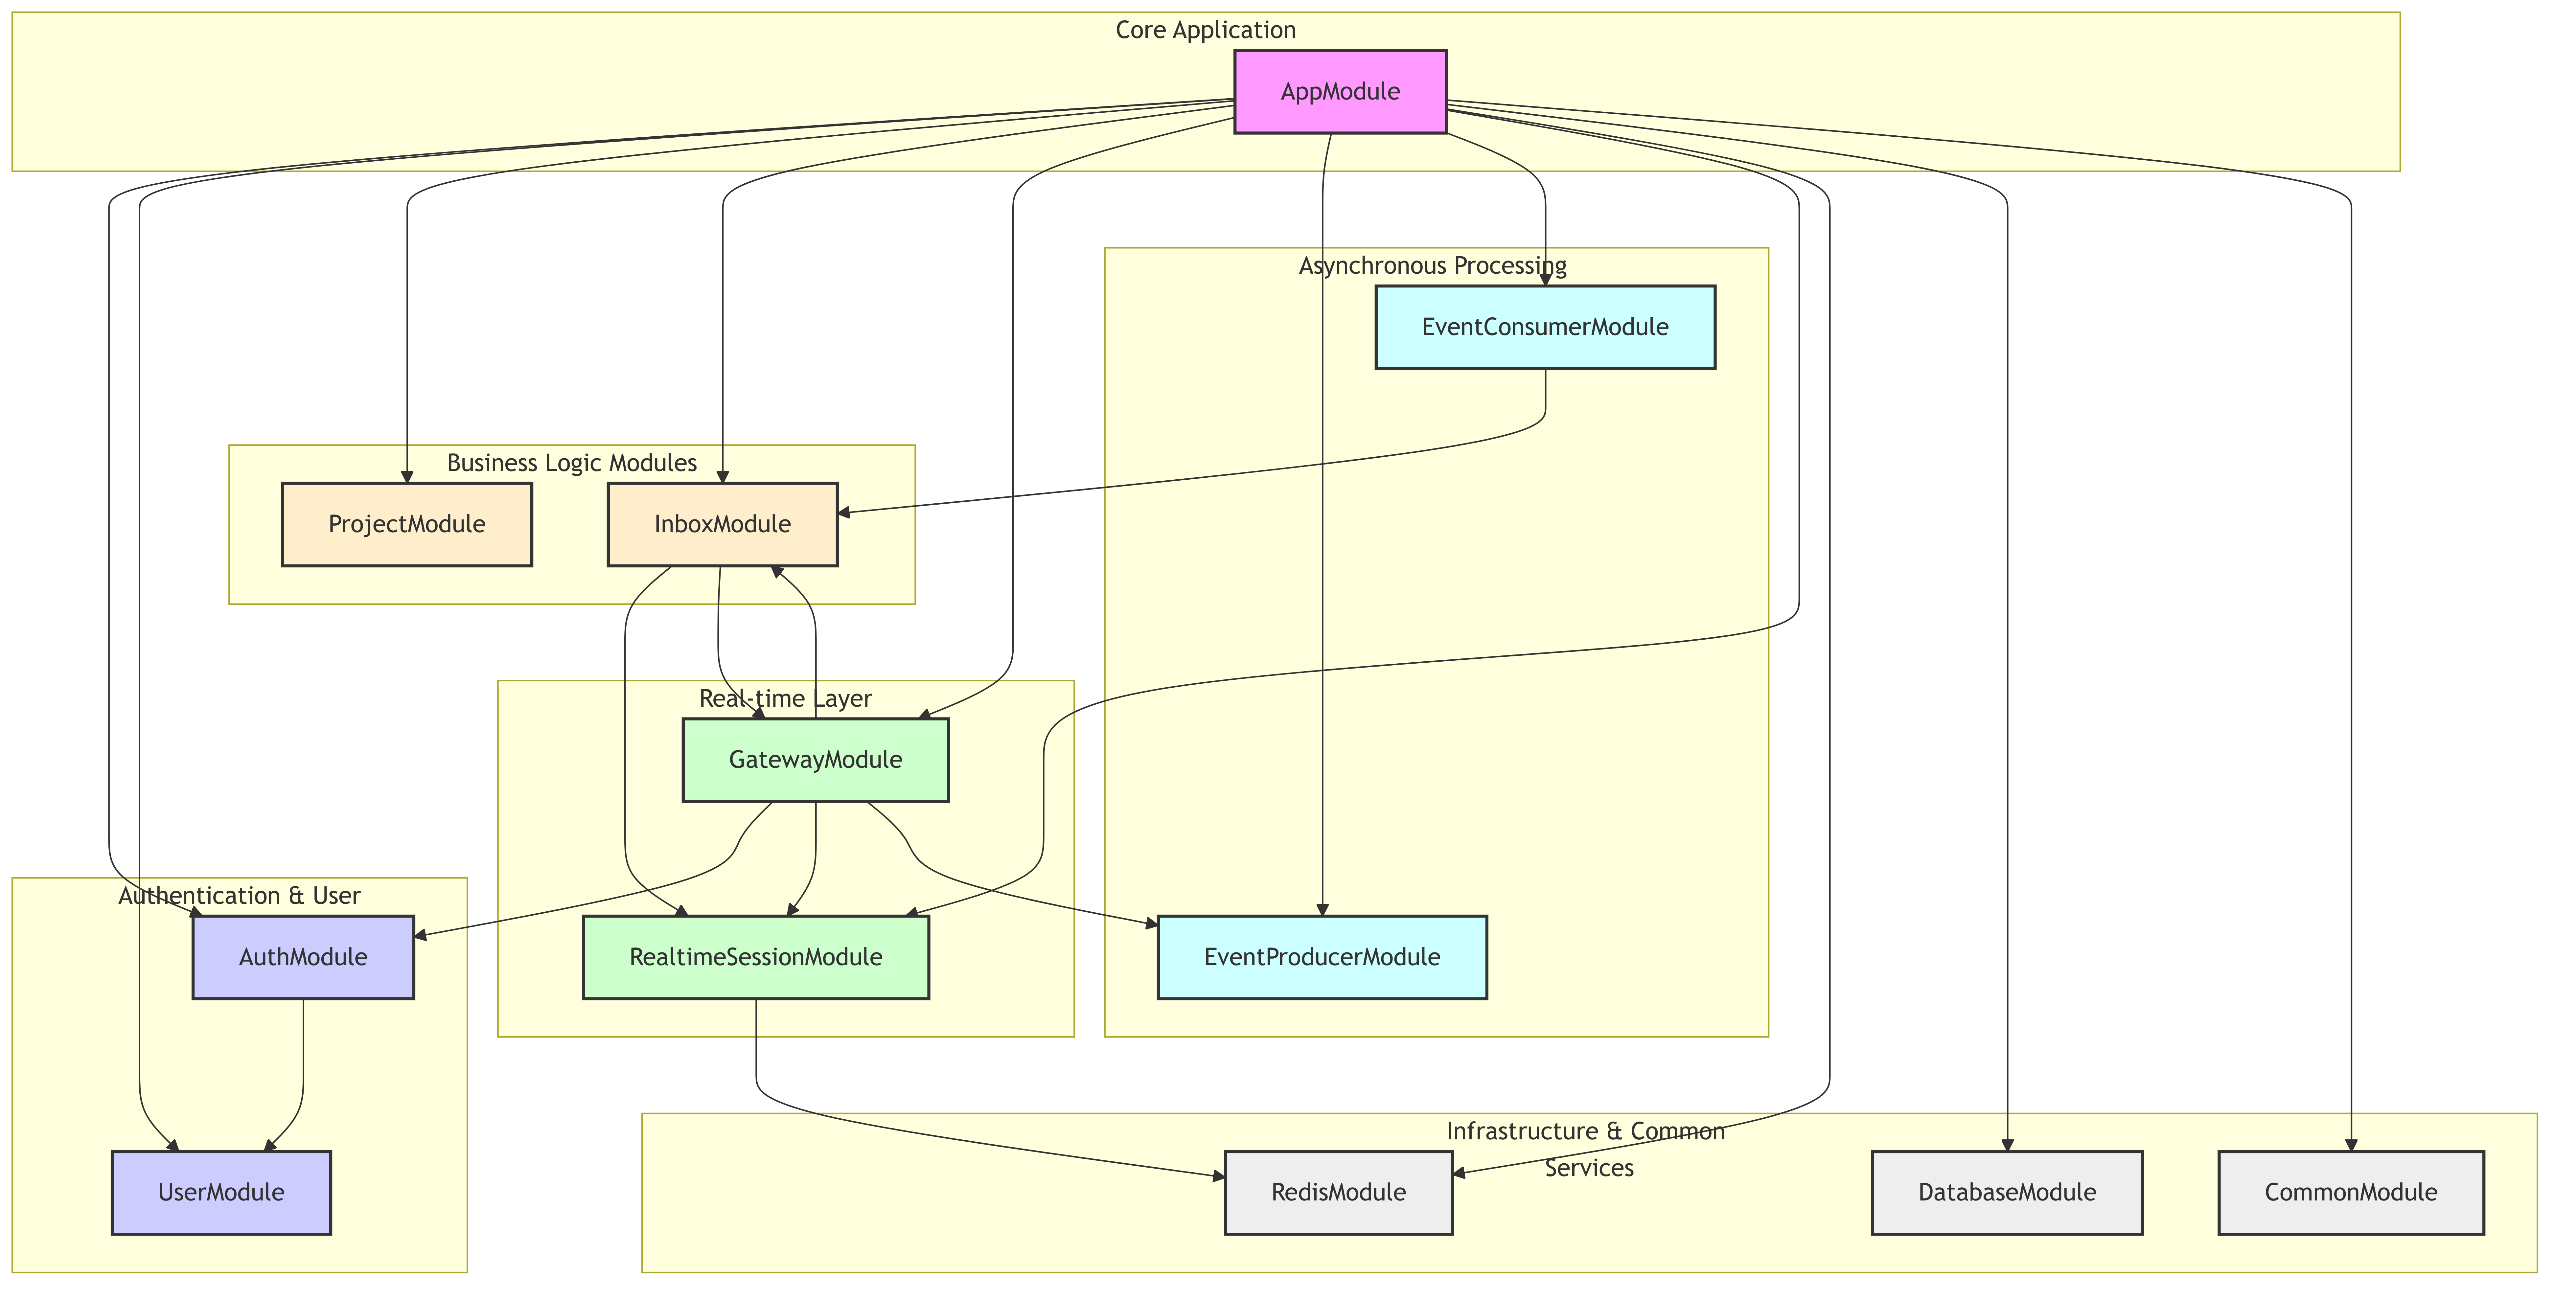 Core Application
AppModule
Asynchronous Processing
EventConsumerModule
Business Logic Modules
ProjectModule
InboxModule
Real-time Layer
GatewayModule
Authentication & User
AuthModule
RealtimeSessionModule
EventProducerModule
Infrastructure & Common
Services
UserModule
RedisModule
DatabaseModule
CommonModule